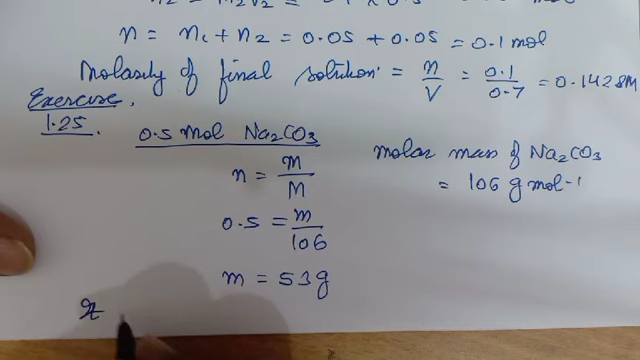 n = n₁ + n₂ = 0.05 + 0.05 = 0.1 mol
Molarity of final solution = n/V = 0.1/0.7 = 0.1428M
Exercise.
1.25.
0.5 mol Na₂CO₃
n = m/M
0.5 = m/106
m = 53g
molar mass of Na₂CO₃
= 106 g mol-1